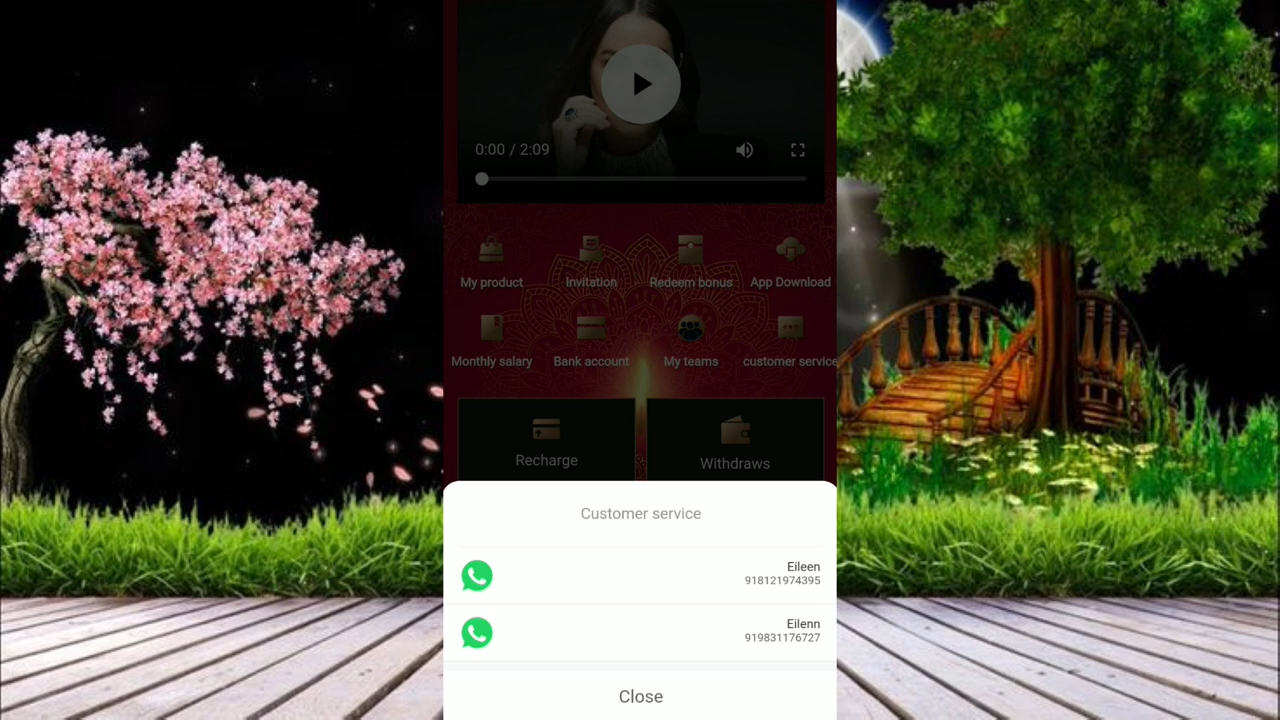 0:00 / 2:09
My product
Invitation
Redeem bonus
App Download
Monthly salary
Bank account
My teams
customer service
Recharge
Withdraws
Customer service
Eileen
918121974395
Eilenn
919831176727
Close